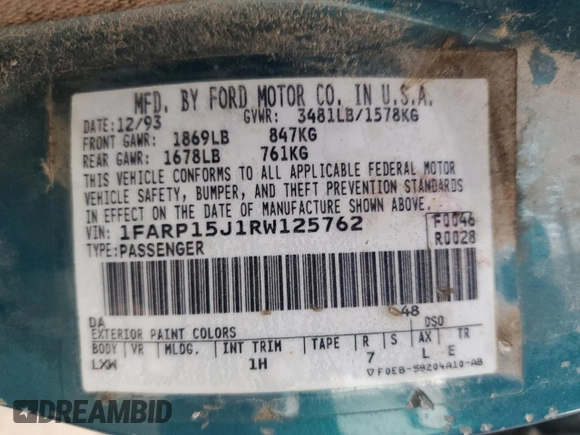 MFD. BY FORD MOTOR CO. IN U.S.A.
DATE: 12/93 GVWR: 3481LB/1578KG
FRONT GAWR: 1869LB 847KG
REAR GAWR: 1678LB 761KG
THIS VEHICLE CONFORMS TO ALL APPLICABLE FEDERAL MOTOR
VEHICLE SAFETY, BUMPER, AND THEFT PREVENTION STANDARDS
IN EFFECT ON THE DATE OF MANUFACTURE SHOWN ABOVE.
VIN: 1FARP15J1RW125762 F0046
TYPE: PASSENGER R0028
48
DA DSO
EXTERIOR PAINT COLORS
BODY VR MLDG. INT TRIM TAPE R S AX TR
LXW 1H 7 L E
F0EB-58204A10-AB
DREAMBID